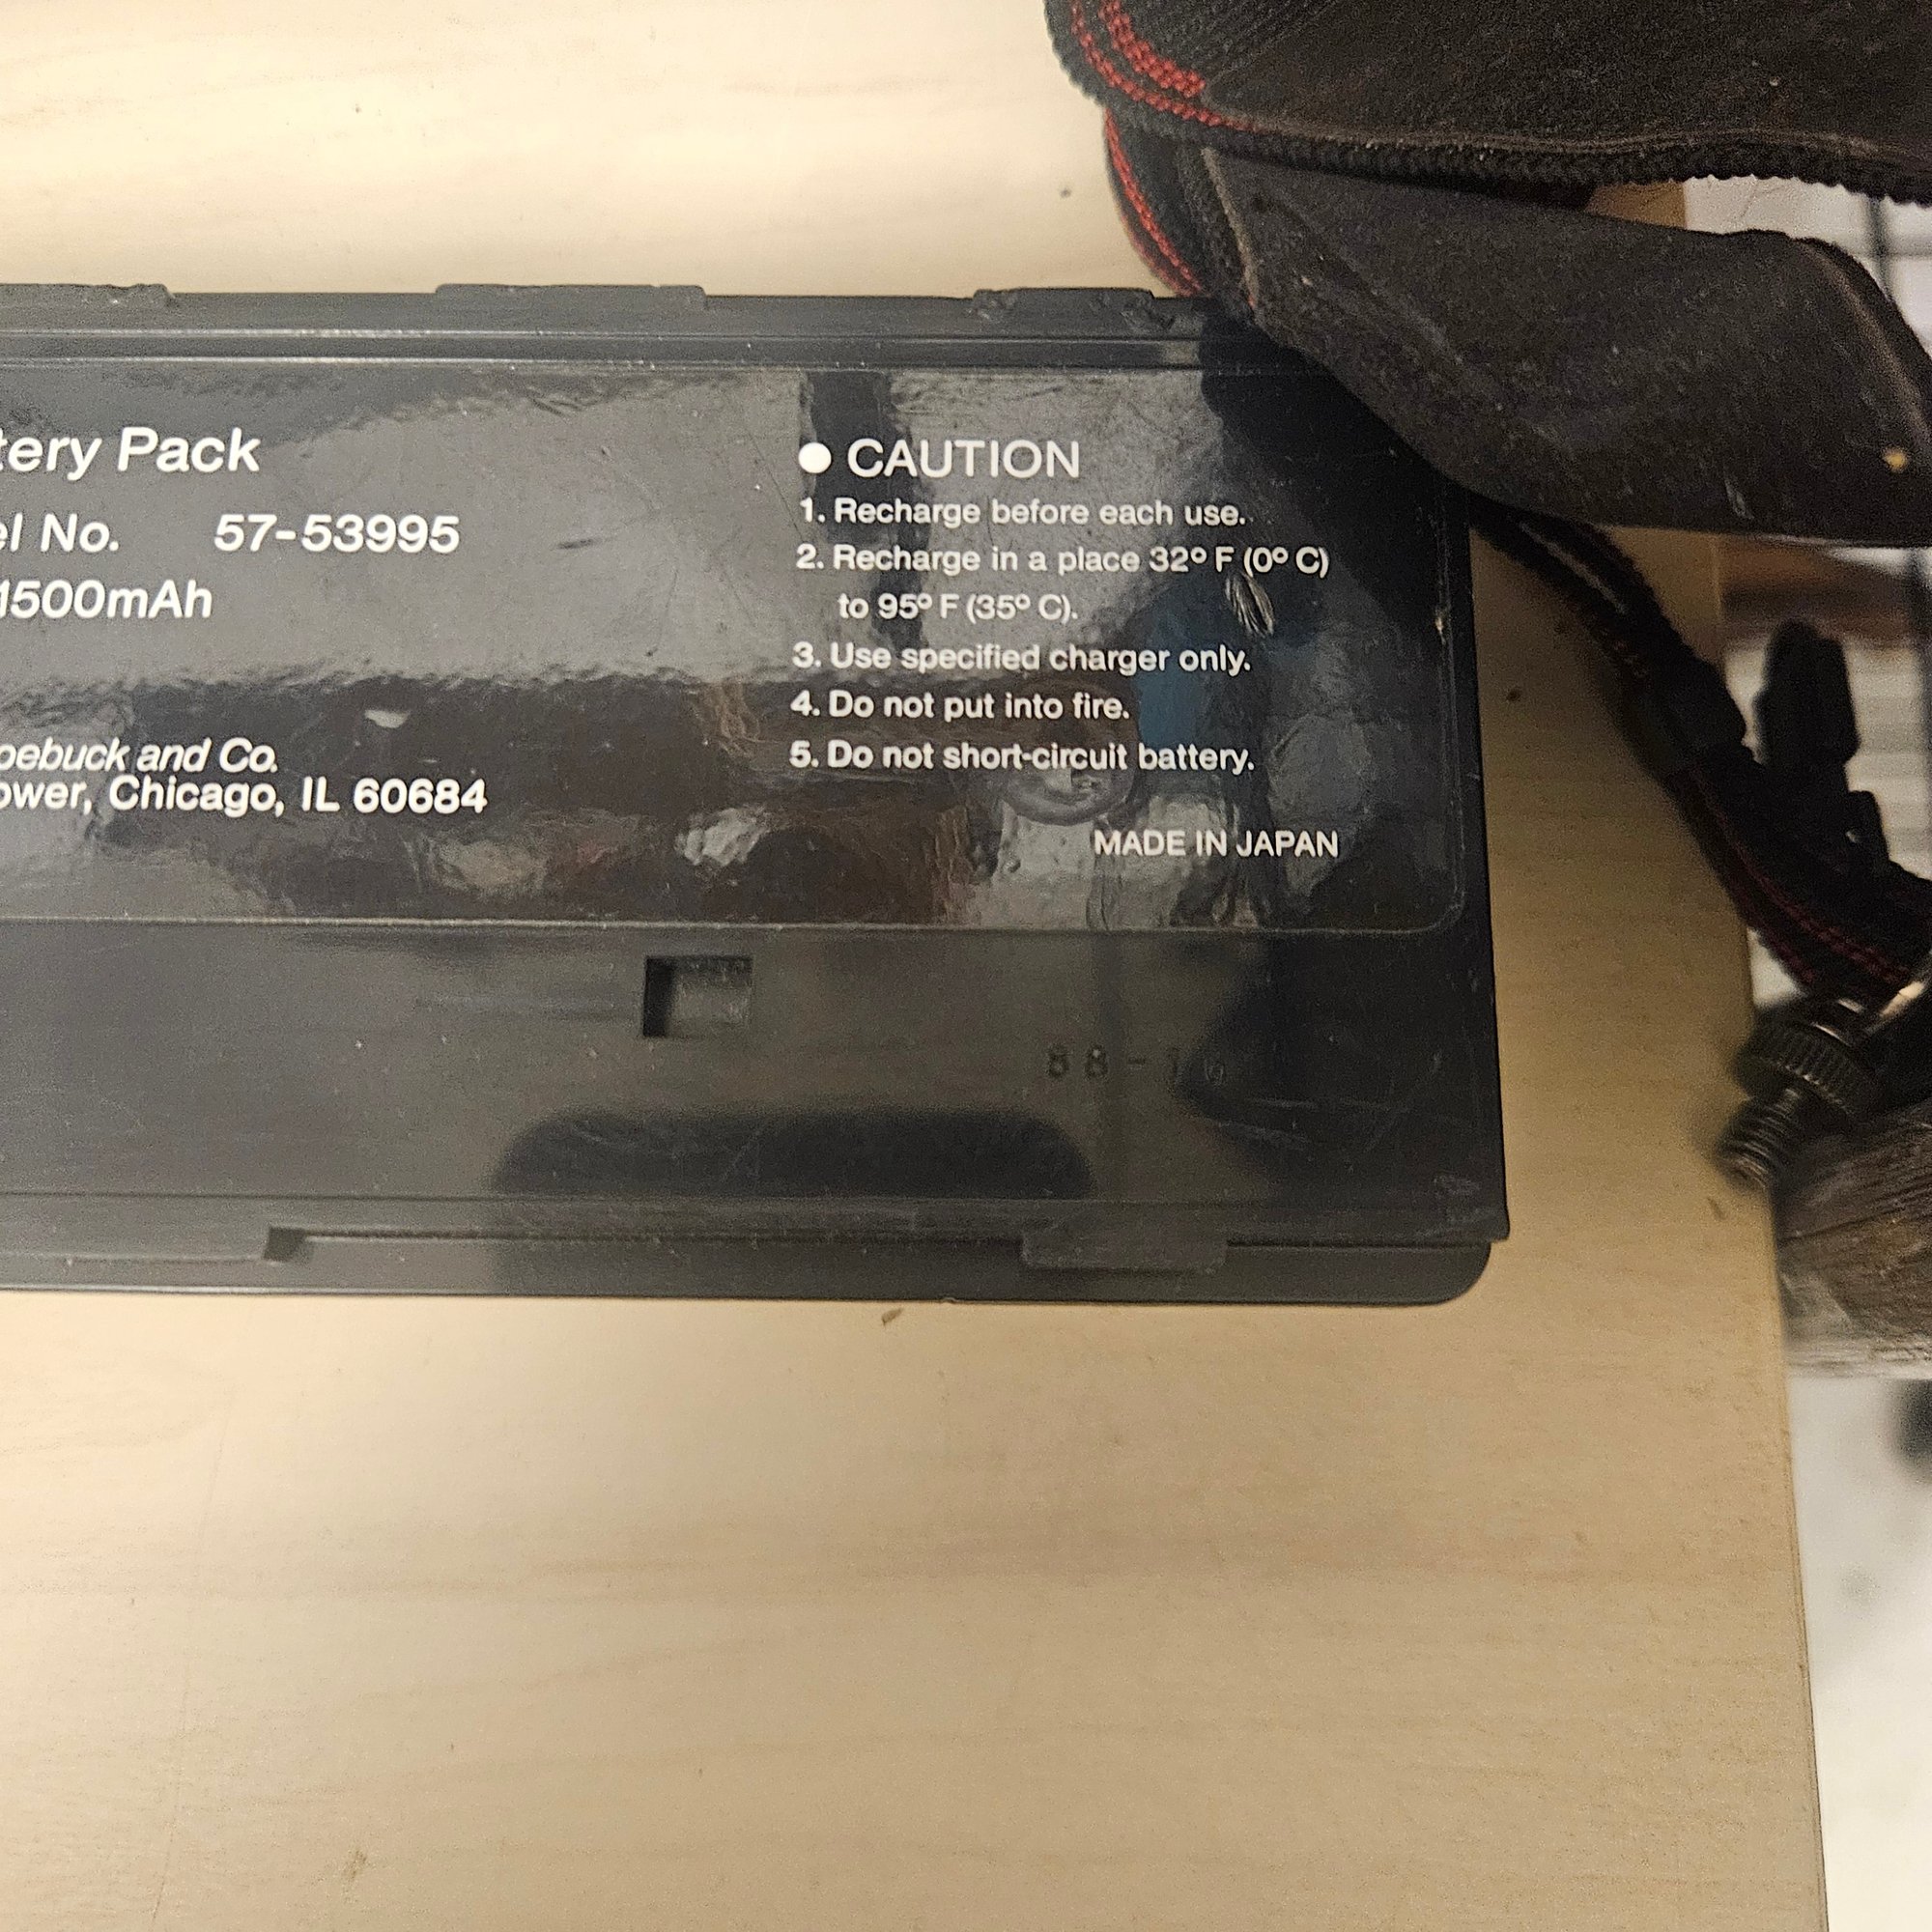 tery Pack
el No. 57-53995
1500mAh
oebuck and Co.
ower, Chicago, IL 60684
● CAUTION
1. Recharge before each use.
2. Recharge in a place 32° F (0° C)
to 95° F (35° C).
3. Use specified charger only.
4. Do not put into fire.
5. Do not short-circuit battery.
MADE IN JAPAN